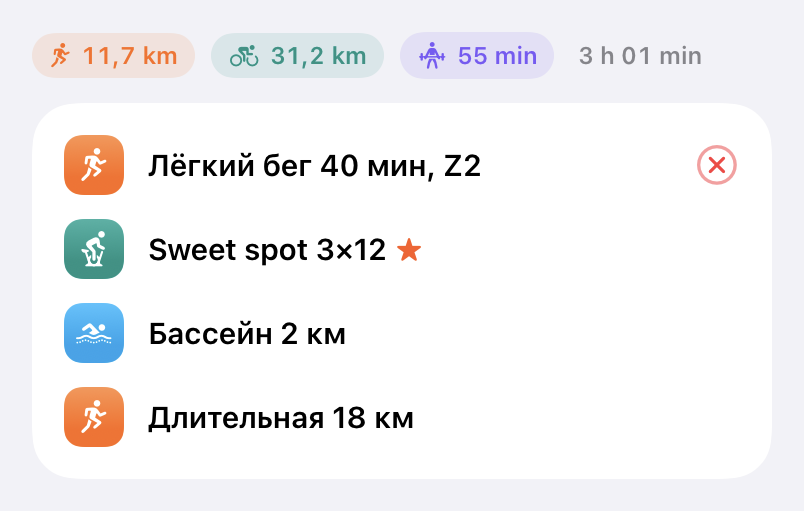 11,7 km 31,2 km 55 min 3 h 01 min
Лёгкий бег 40 мин, Z2
Sweet spot 3×12
Бассейн 2 км
Длительная 18 км